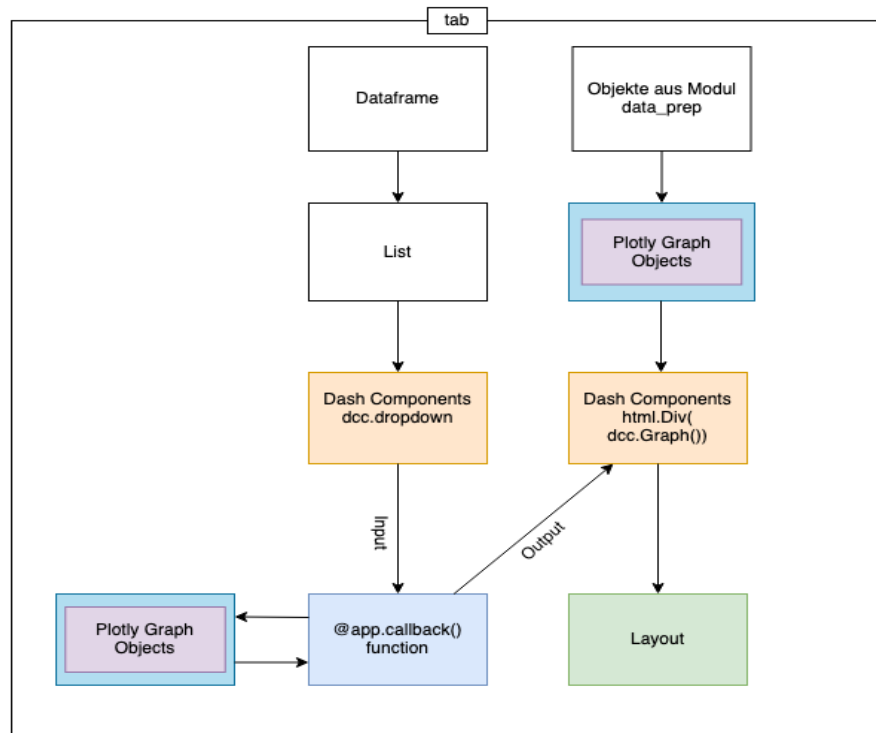 tab
Dataframe
Objekte aus Modul
data_prep
List
Plotly Graph
Objects
Dash Components
dcc.dropdown
Dash Components
html.Div(
dcc.Graph())
Input
Output
Plotly Graph
Objects
@app.callback()
function
Layout